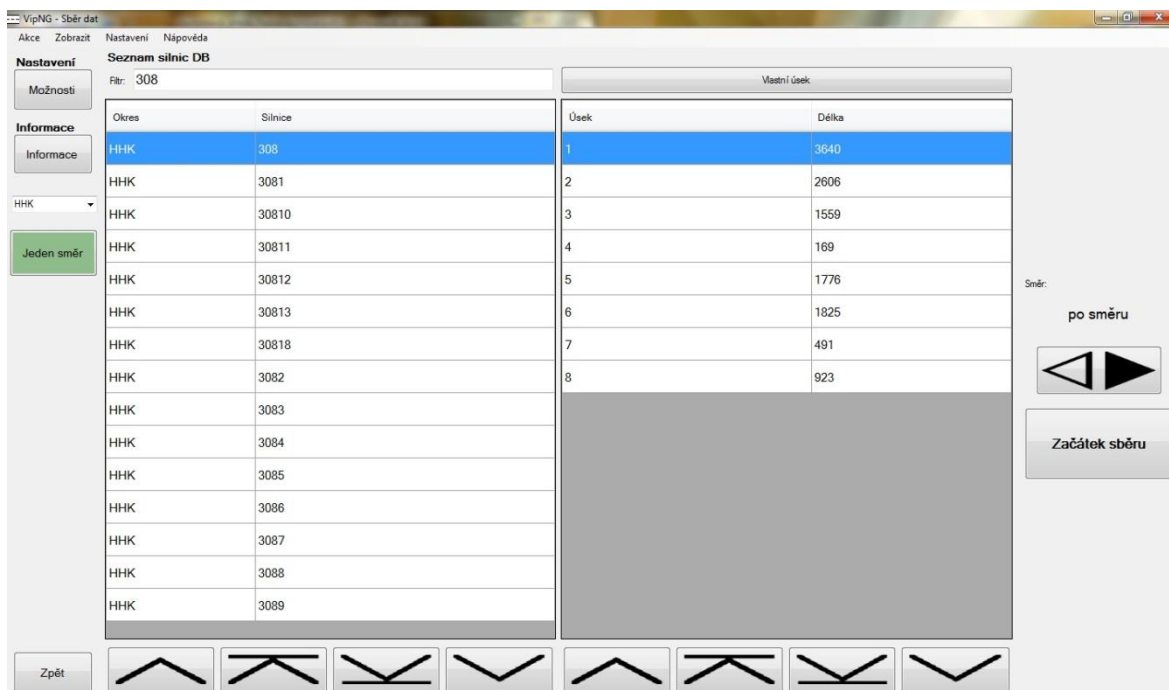 VipNG - Sběr dat
Akce Zobrazit Nastavení Nápověda
Nastavení
Možnosti
Informace
Informace
HHK
Jeden směr
Zpět
Seznam silnic DB
Filtr: 308
Okres Silnice
HHK 308
HHK 3081
HHK 30810
HHK 30811
HHK 30812
HHK 30813
HHK 30818
HHK 3082
HHK 3083
HHK 3084
HHK 3085
HHK 3086
HHK 3087
HHK 3088
HHK 3089
Vlastní úsek
Úsek Délka
1 3640
2 2606
3 1559
4 169
5 1776
6 1825
7 491
8 923
Směr:
po směru
Začátek sběru